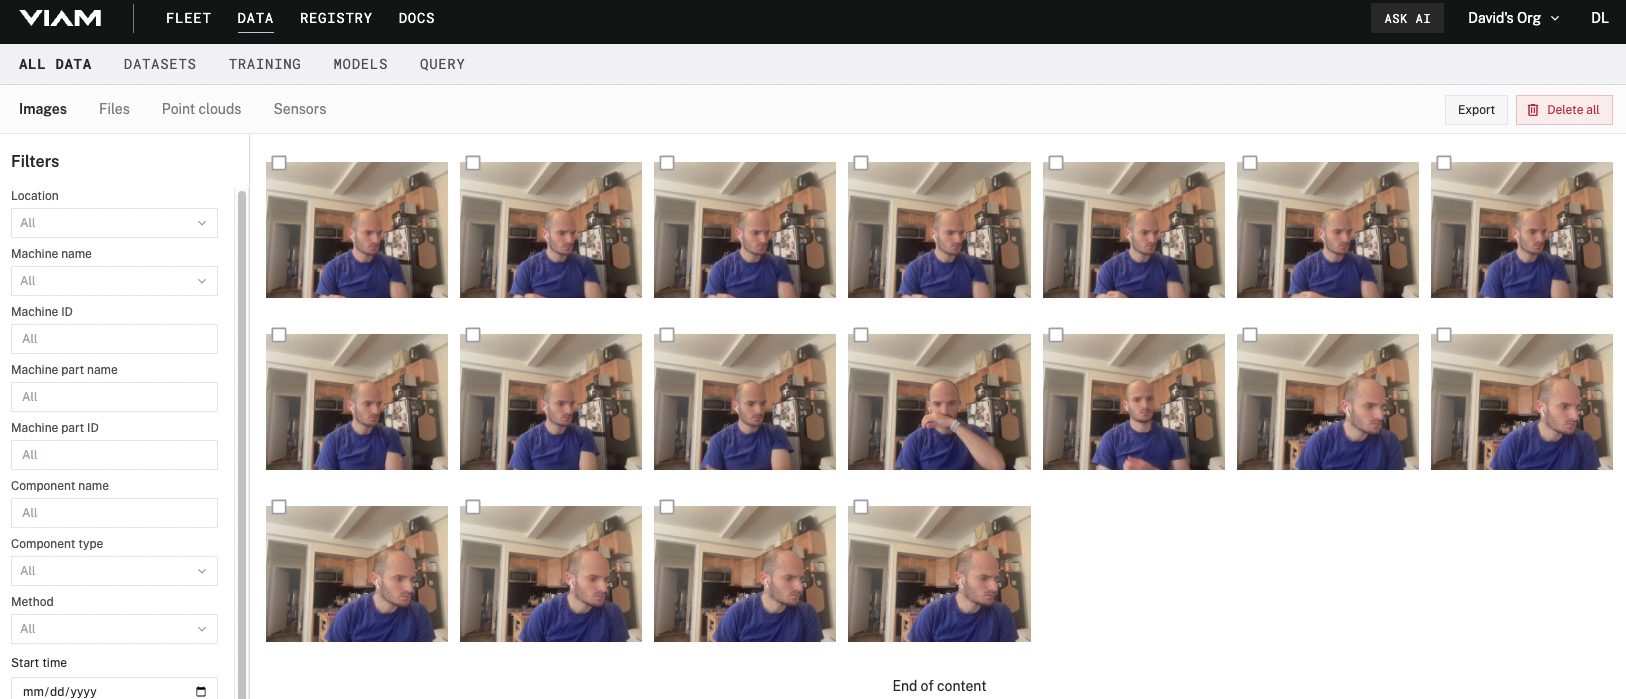 VIAM FLEET DATA REGISTRY DOCS ASK AI David's Org DL
ALL DATA DATASETS TRAINING MODELS QUERY
Images Files Point clouds Sensors Export Delete all
Filters
Location
All
Machine name
All
Machine ID
All
Machine part name
All
Machine part ID
All
Component name
All
Component type
All
Method
All
Start time
mm/dd/yyyy
End of content